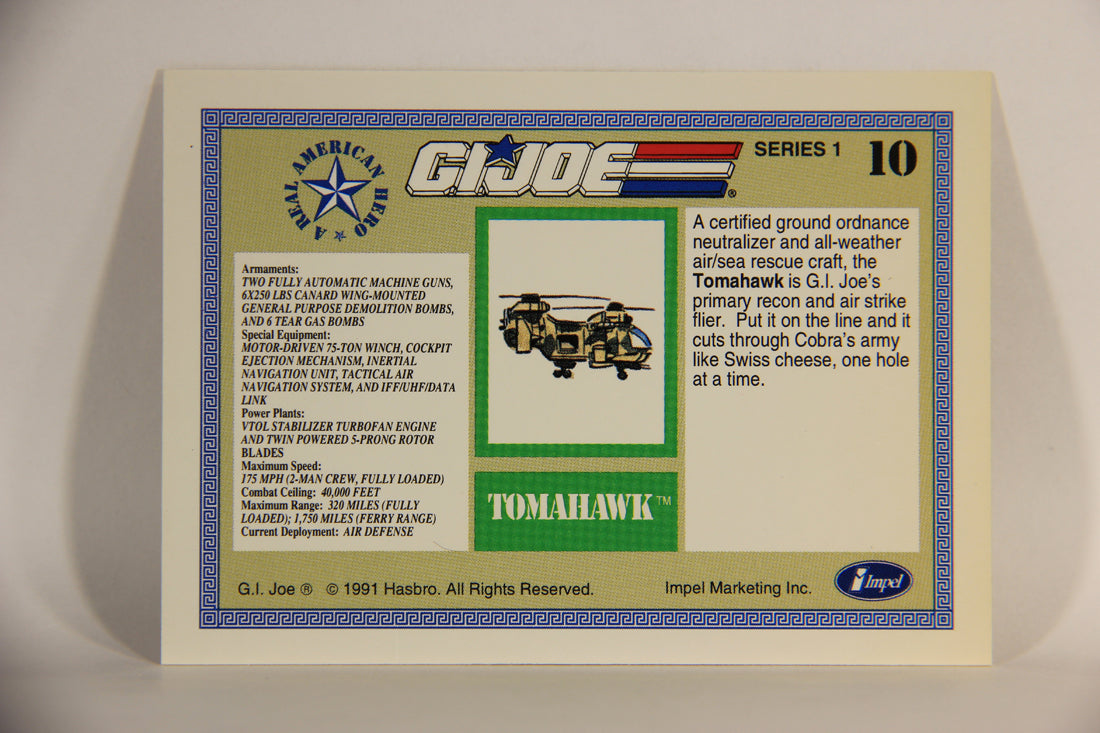 A REAL AMERICAN HERO
G.I. JOE ®
SERIES 1
10
Armaments:
TWO FULLY AUTOMATIC MACHINE GUNS,
6X250 LBS CANARD WING-MOUNTED
GENERAL PURPOSE DEMOLITION BOMBS,
AND 6 TEAR GAS BOMBS
Special Equipment:
MOTOR-DRIVEN 75-TON WINCH, COCKPIT
EJECTION MECHANISM, INERTIAL
NAVIGATION UNIT, TACTICAL AIR
NAVIGATION SYSTEM, AND IFF/UHF/DATA
LINK
Power Plants:
VTOL STABILIZER TURBOFAN ENGINE
AND TWIN POWERED 5-PRONG ROTOR
BLADES
Maximum Speed:
175 MPH (2-MAN CREW, FULLY LOADED)
Combat Ceiling: 40,000 FEET
Maximum Range: 320 MILES (FULLY
LOADED); 1,750 MILES (FERRY RANGE)
Current Deployment: AIR DEFENSE
TOMAHAWK™
A certified ground ordnance
neutralizer and all-weather
air/sea rescue craft, the
Tomahawk is G.I. Joe's
primary recon and air strike
flier. Put it on the line and it
cuts through Cobra's army
like Swiss cheese, one hole
at a time.
G.I. Joe ® © 1991 Hasbro. All Rights Reserved.
Impel Marketing Inc.
Impel